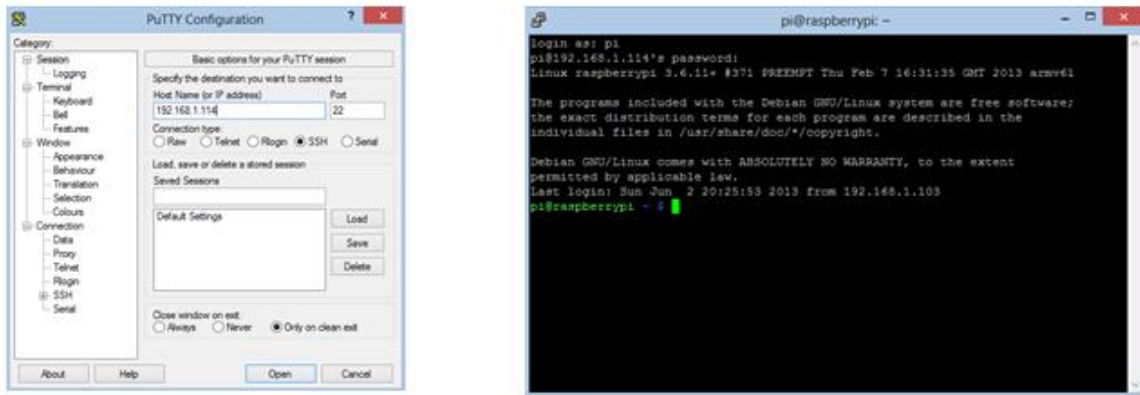 PuTTY Configuration
Category:
Session
Logging
Terminal
Keyboard
Bell
Features
Window
Appearance
Behaviour
Translation
Selection
Colours
Connection
Data
Proxy
Telnet
Rlogin
SSH
Serial
Basic options for your PuTTY session
Specify the destination you want to connect to
Host Name (or IP address) Port
192.168.1.114 22
Connection type:
Raw Telnet Rlogin SSH Serial
Load, save or delete a stored session
Saved Sessions
Default Settings
Load
Save
Delete
Close window on exit:
Always Never Only on clean exit
About Help Open Cancel
pi@raspberrypi: ~
login as: pi
pi@192.168.1.114's password:
Linux raspberrypi 3.6.11+ #371 PREEMPT Thu Feb 7 16:31:35 GMT 2013 armv6l
The programs included with the Debian GNU/Linux system are free software;
the exact distribution terms for each program are described in the
individual files in /usr/share/doc/*/copyright.
Debian GNU/Linux comes with ABSOLUTELY NO WARRANTY, to the extent
permitted by applicable law.
Last login: Sun Jun 2 20:25:53 2013 from 192.168.1.103
pi@raspberrypi ~ $